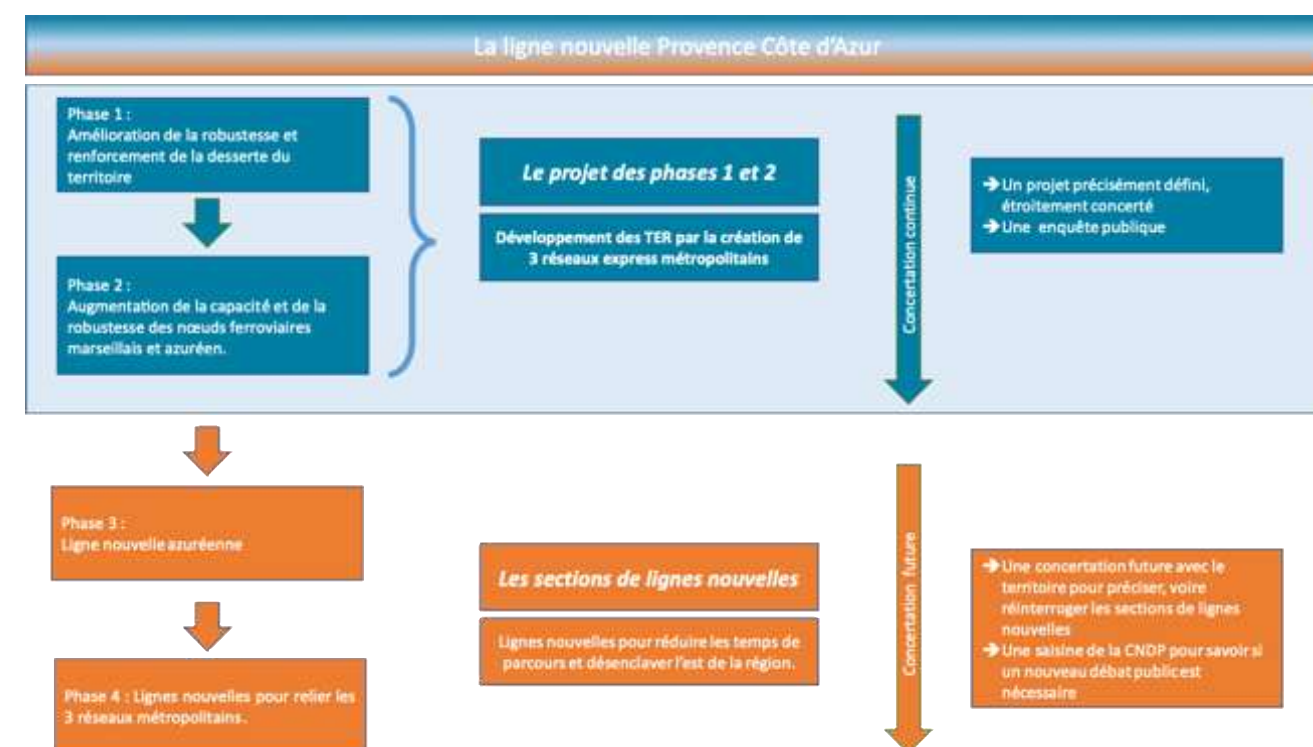 La ligne nouvelle Provence Côte d'Azur
Phase 1 :
Amélioration de la robustesse et
renforcement de la desserte du
territoire
Phase 2 :
Augmentation de la capacité et de la
robustesse des nœuds ferroviaires
marseillais et azuréen.
Le projet des phases 1 et 2
Développement des TER par la création de
3 réseaux express métropolitains
Concertation continue
➔ Un projet précisément défini,
étroitement concerté
➔ Une enquête publique
Phase 3 :
Ligne nouvelle azuréenne
Phase 4 : Lignes nouvelles pour relier les
3 réseaux métropolitains.
Les sections de lignes nouvelles
Lignes nouvelles pour réduire les temps de
parcours et désenclaver l'est de la région.
Concertation future
➔ Une concertation future avec le
territoire pour préciser, voire
réinterroger les sections de lignes
nouvelles
➔ Une saisine de la CNDP pour savoir si
un nouveau débat public est
nécessaire